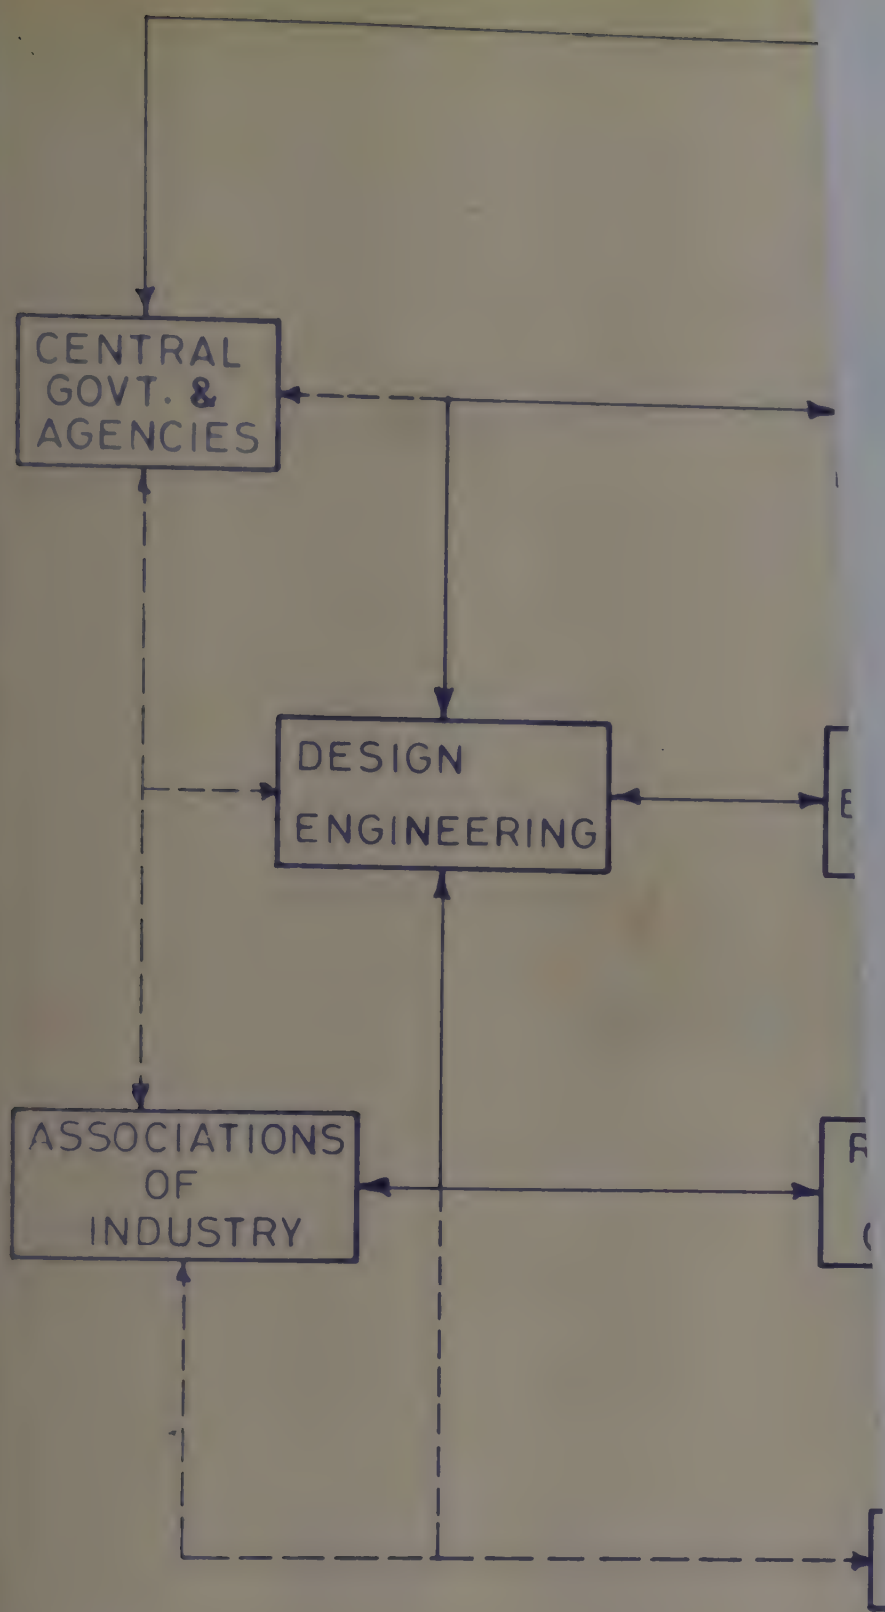 CENTRAL
GOVT. &
AGENCIES
DESIGN
ENGINEERING
ASSOCIATIONS
OF
INDUSTRY